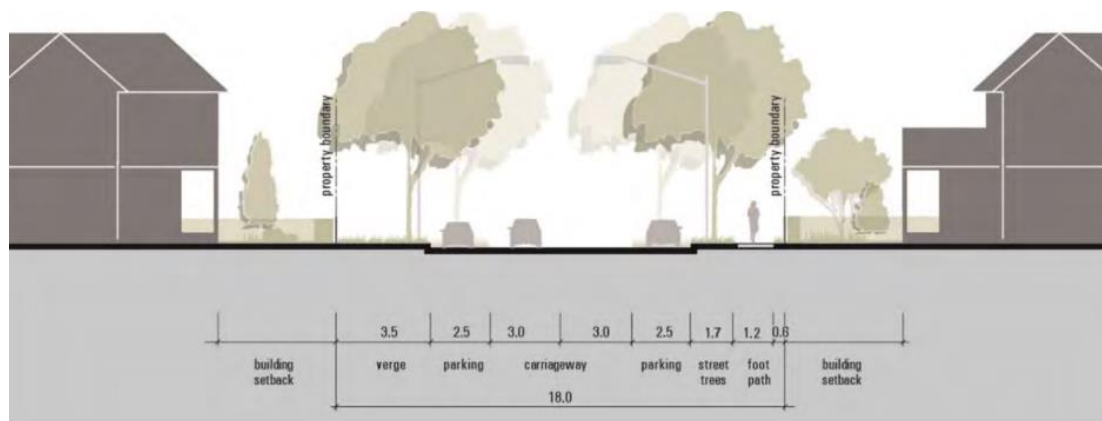 property boundary
property boundary
3.5 2.5 3.0 3.0 2.5 1.7 1.2 0.6
building setback verge parking carriageway parking street trees foot path building setback
18.0